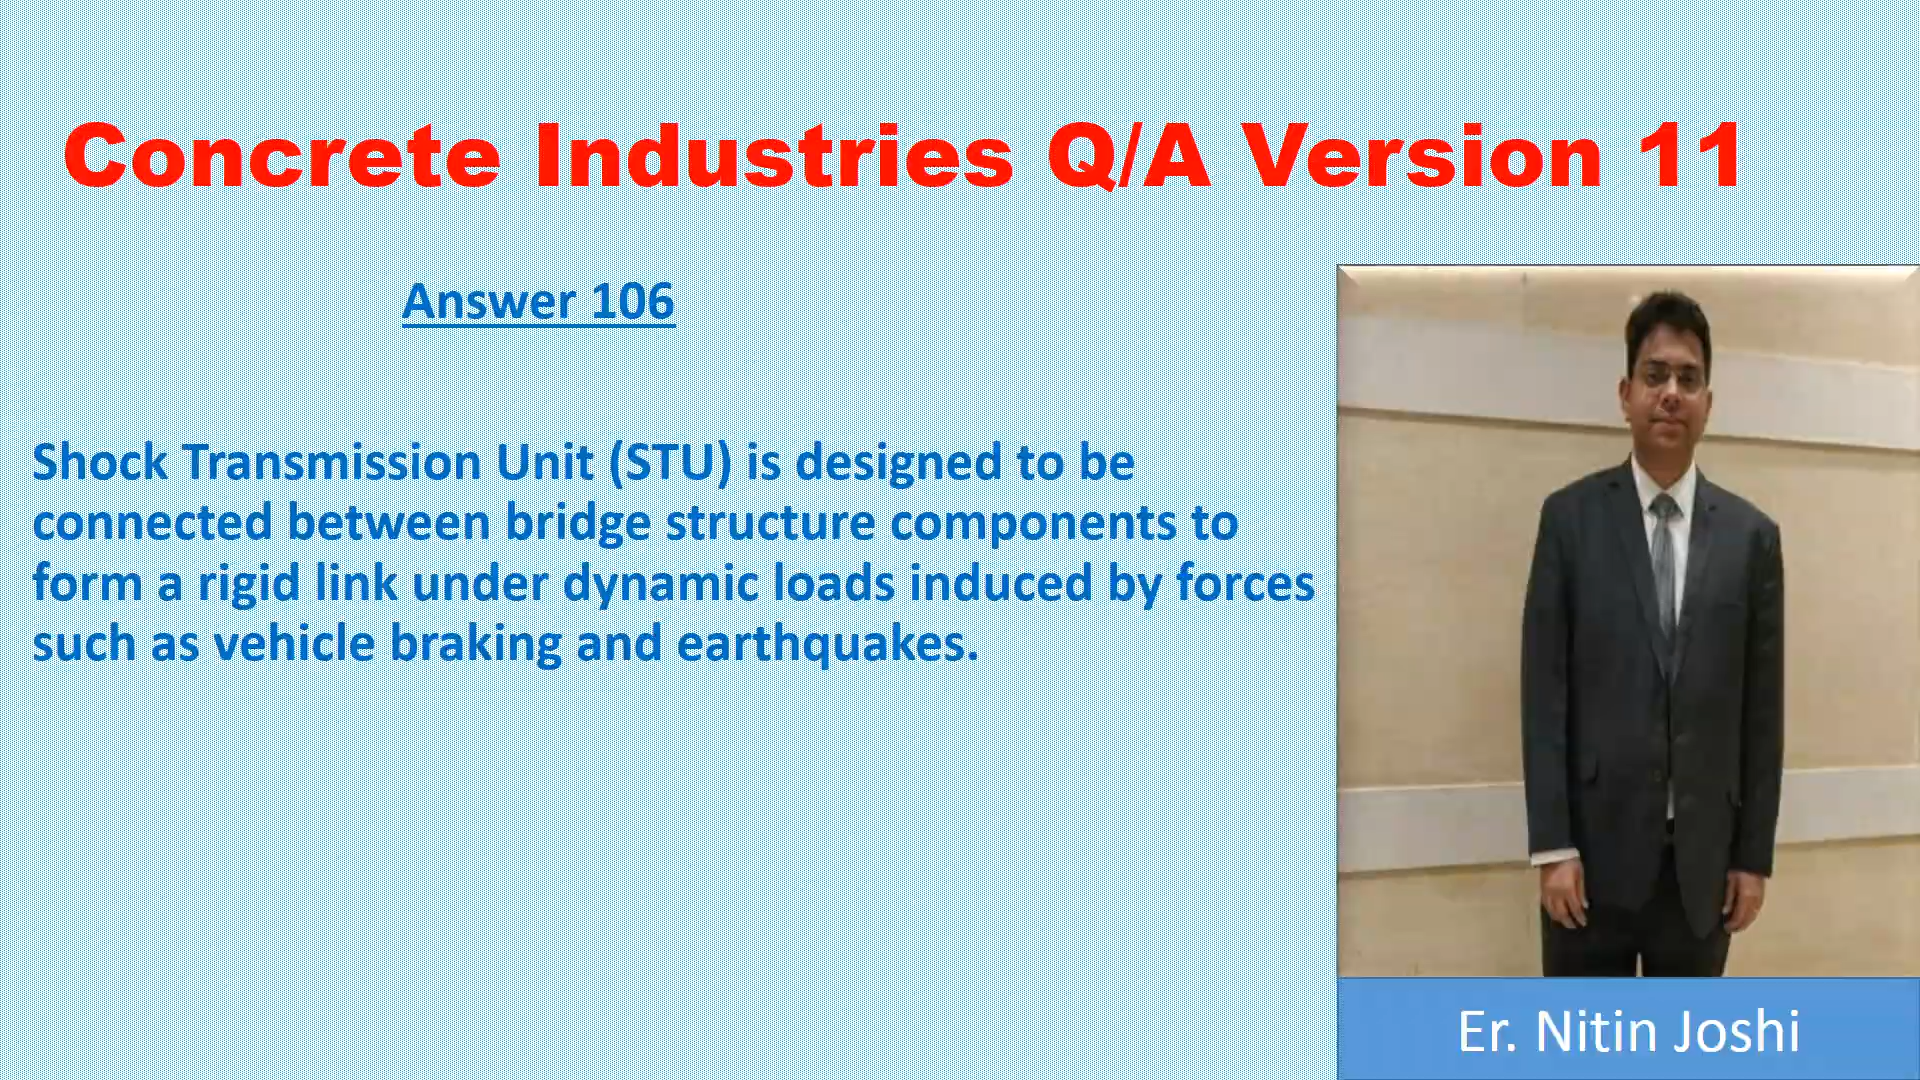 Concrete Industries Q/A Version 11
Answer 106
Shock Transmission Unit (STU) is designed to be
connected between bridge structure components to
form a rigid link under dynamic loads induced by forces
such as vehicle braking and earthquakes.
Er. Nitin Joshi